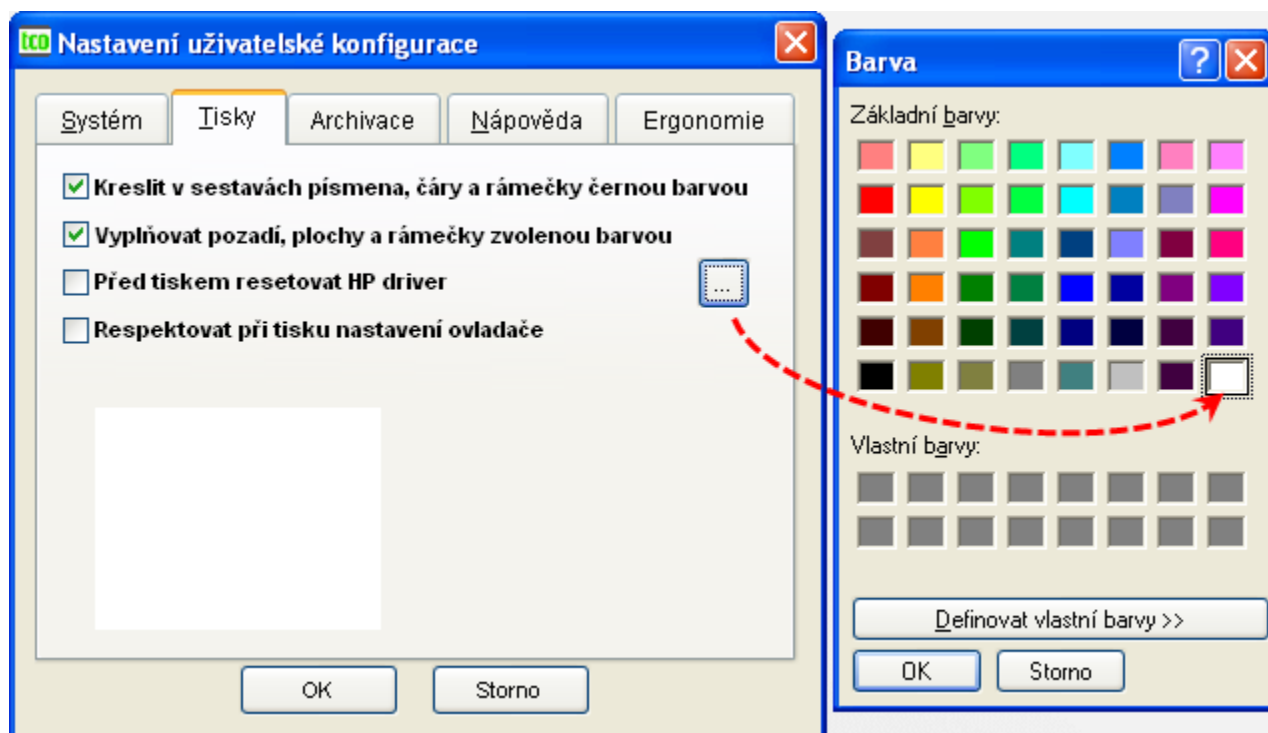 tco Nastavení uživatelské konfigurace
Systém Tisky Archivace Nápověda Ergonomie
Kreslit v sestavách písmena, čáry a rámečky černou barvou
Vyplňovat pozadí, plochy a rámečky zvolenou barvou
Před tiskem resetovat HP driver
...
Respektovat při tisku nastavení ovladače
OK Storno
Barva ?
Základní barvy:
Vlastní barvy:
Definovat vlastní barvy >>
OK Storno